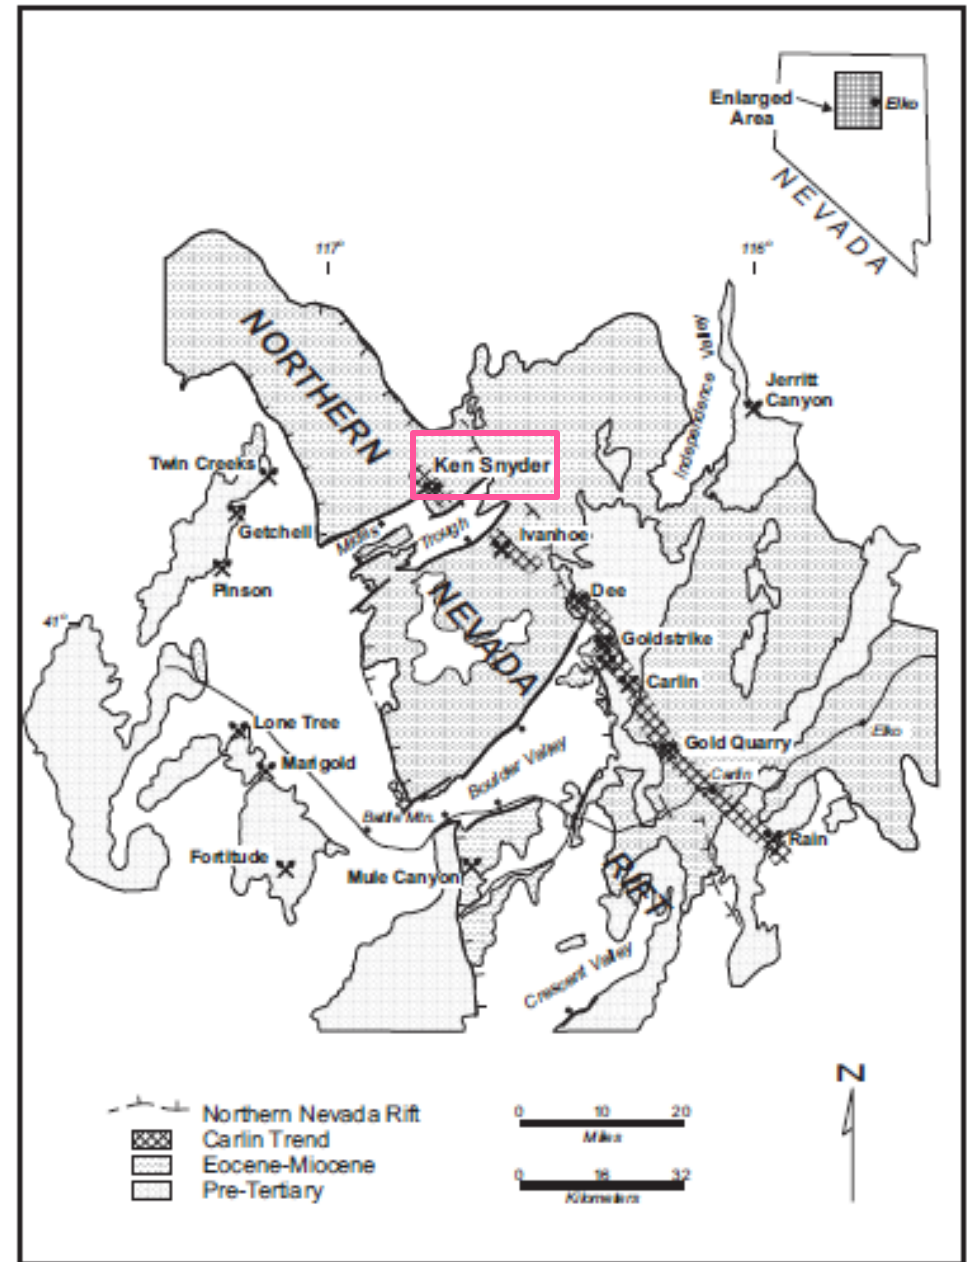 Enlarged
Area
Elko
NEVADA
117°
116°
NORTHERN
Independence Valley
Jerritt
Canyon
Twin Creeks
Ken Snyder
Getchell
Midas
Trough
Ivanhoe
Pinson
NEVADA
Dee
41°
Goldstrike
Carlin
Lone Tree
Gold Quarry
Elko
Marigold
Boulder Valley
Carlin
Battle Mtn.
Rain
Fortitude
Mule Canyon
RIFT
Crescent Valley
N
Northern Nevada Rift
Carlin Trend
Eocene-Miocene
Pre-Tertiary
0 10 20
Miles
0 16 32
Kilometers